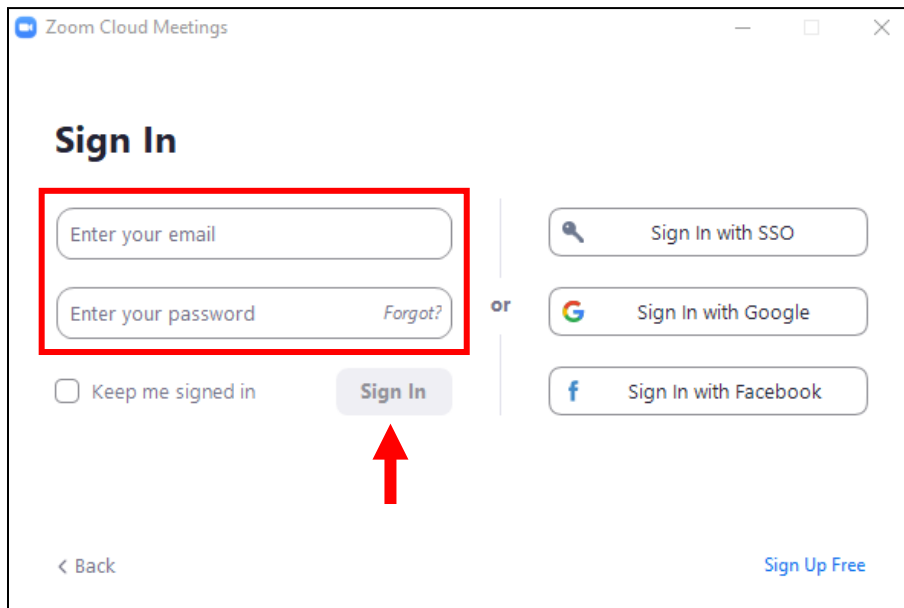 Zoom Cloud Meetings
Sign In
Enter your email
Enter your password Forgot?
Keep me signed in Sign In
or
Sign In with SSO
Sign In with Google
Sign In with Facebook
< Back
Sign Up Free